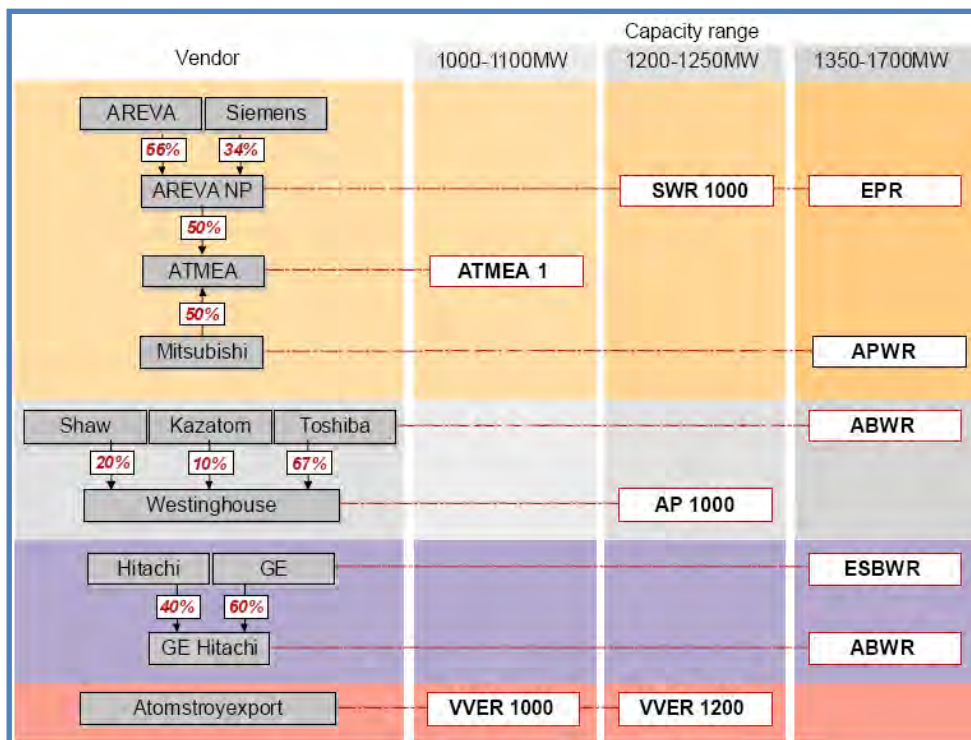 Capacity range
Vendor 1000-1100MW 1200-1250MW 1350-1700MW
AREVA Siemens
66% 34%
AREVA NP SWR 1000 EPR
50%
ATMEA ATMEA 1
50%
Mitsubishi APWR
Shaw Kazatom Toshiba ABWR
20% 10% 67%
Westinghouse AP 1000
Hitachi GE ESBWR
40% 60%
GE Hitachi ABWR
Atomstroyexport VVER 1000 VVER 1200